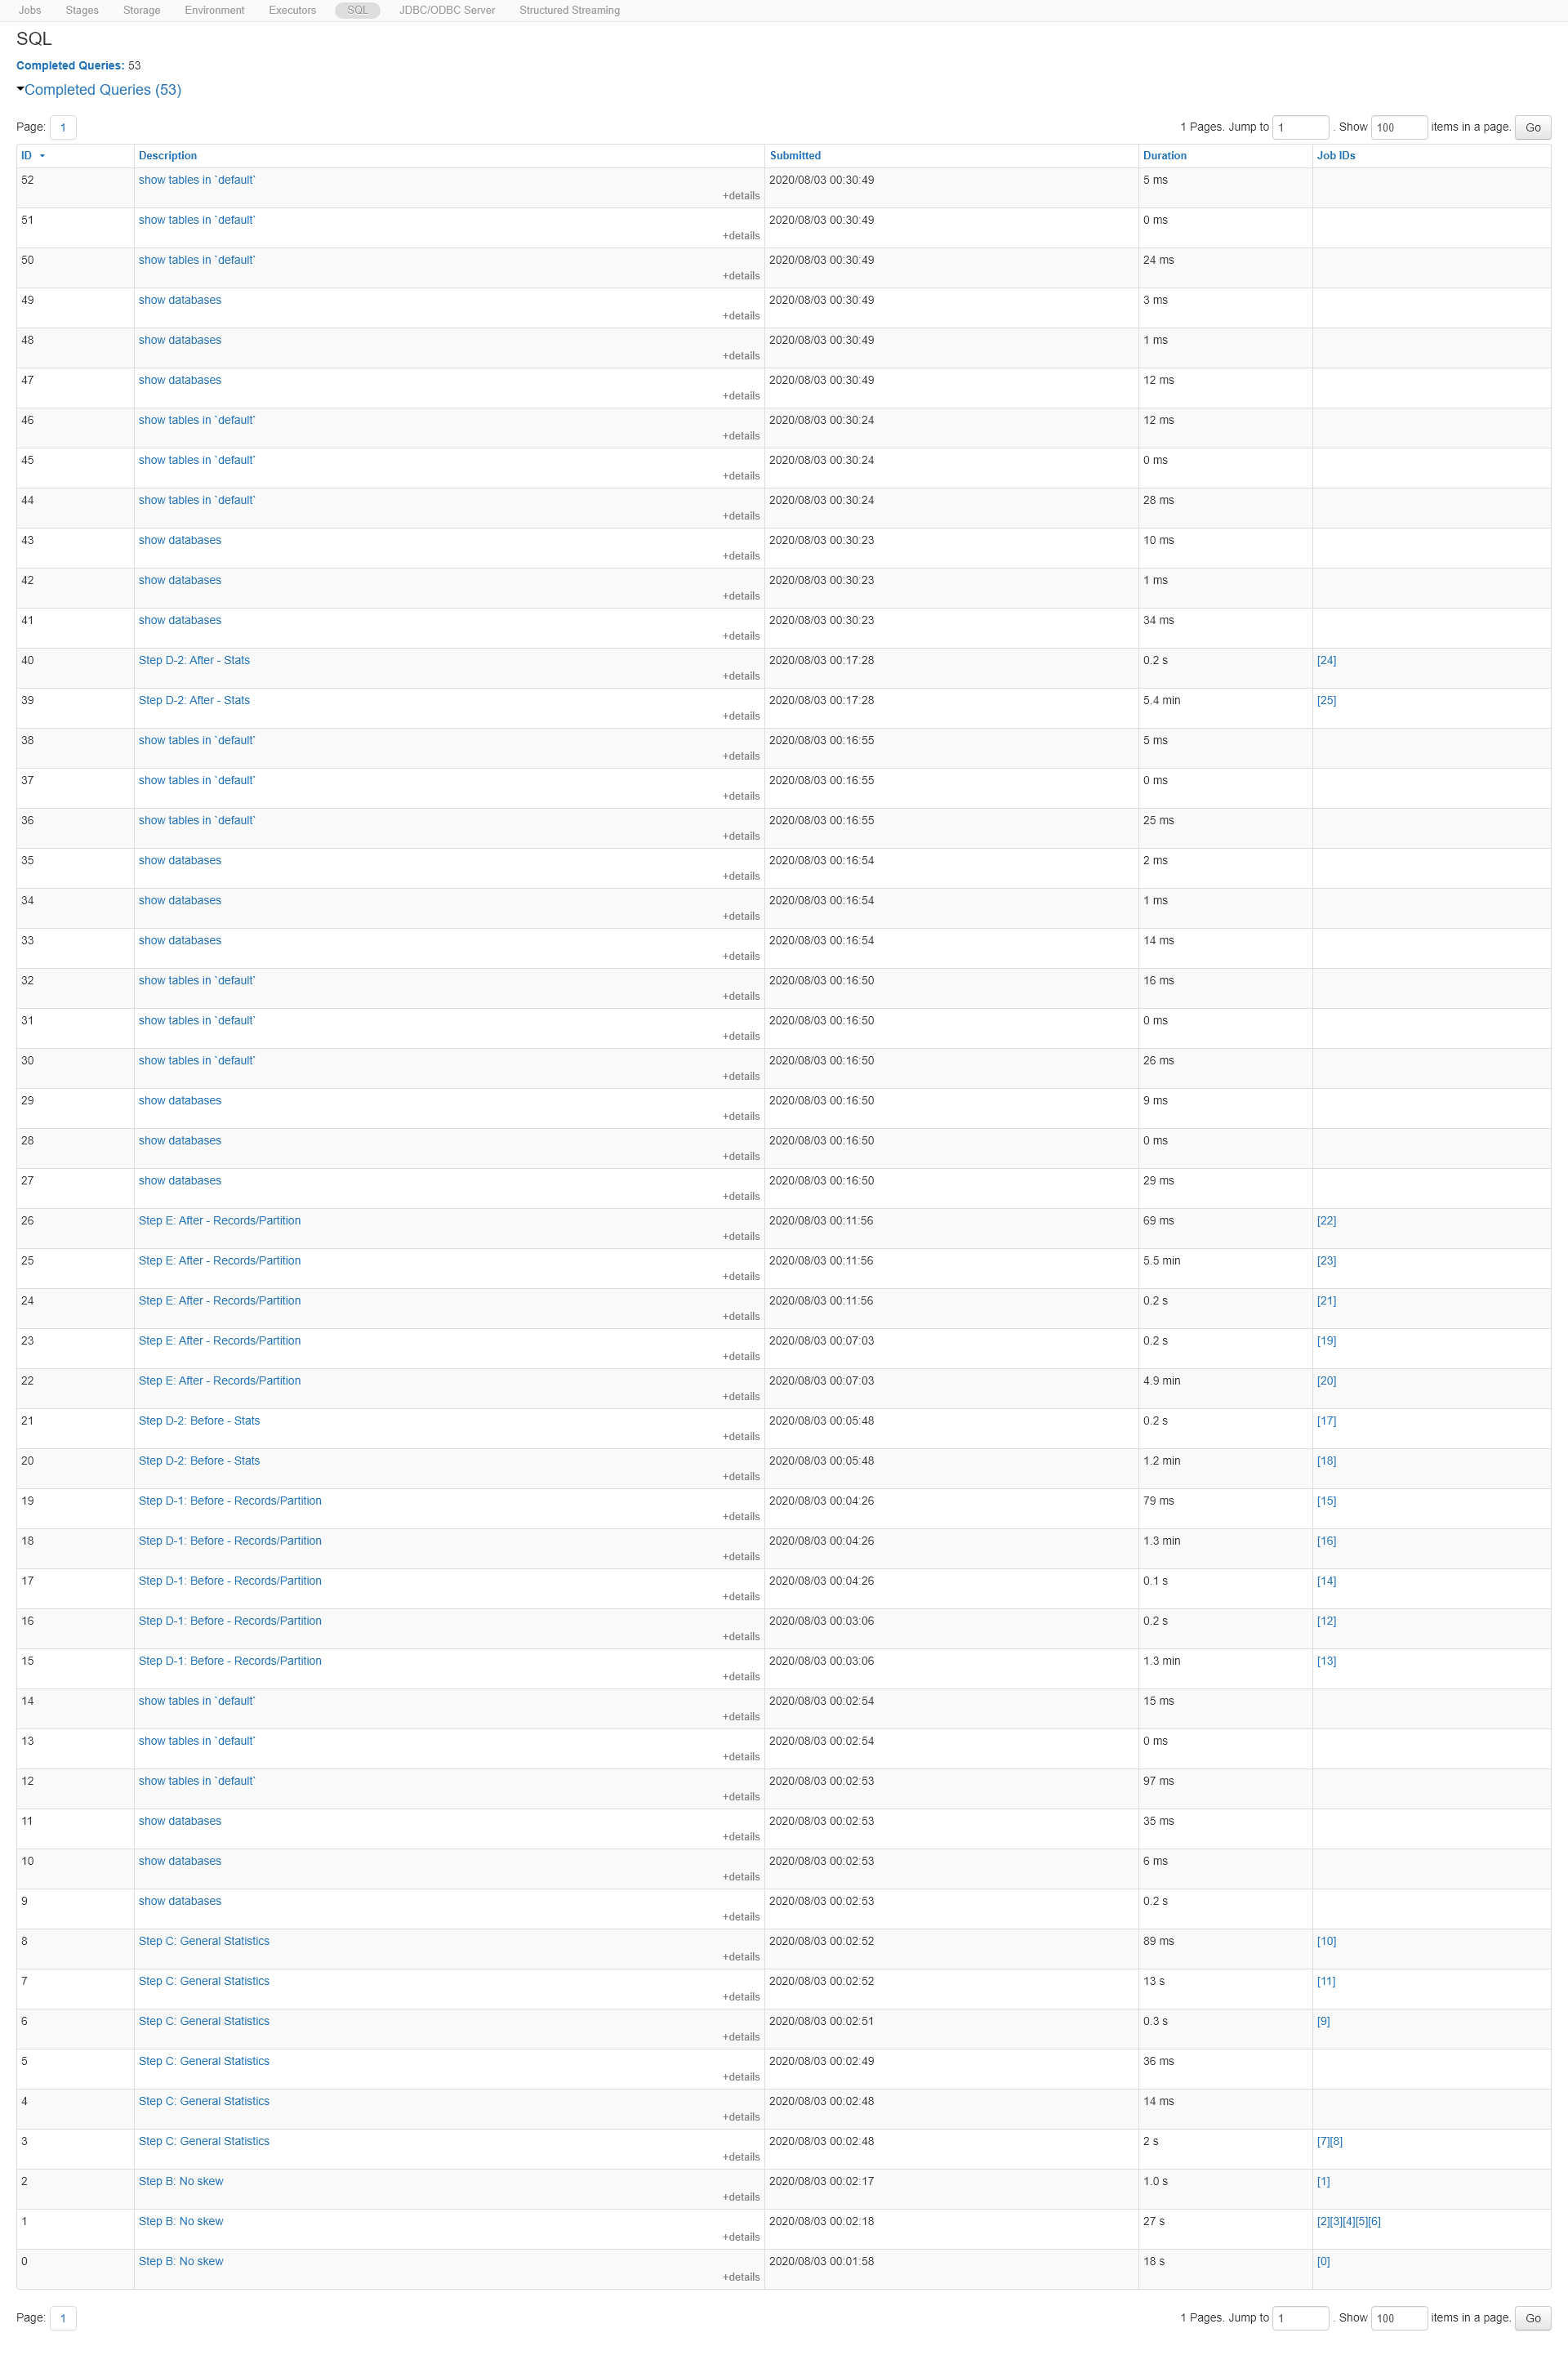 Jobs Stages Storage Environment Executors SQL JDBC/ODBC Server Structured Streaming
SQL
Completed Queries: 53
Completed Queries (53)
Page: 1 1 Pages. Jump to 1 . Show 100 items in a page. Go
ID Description Submitted Duration Job IDs
52 show tables in `default` 2020/08/03 00:30:49 5 ms
+details
51 show tables in `default` 2020/08/03 00:30:49 0 ms
+details
50 show tables in `default` 2020/08/03 00:30:49 24 ms
+details
49 show databases 2020/08/03 00:30:49 3 ms
+details
48 show databases 2020/08/03 00:30:49 1 ms
+details
47 show databases 2020/08/03 00:30:49 12 ms
+details
46 show tables in `default` 2020/08/03 00:30:24 12 ms
+details
45 show tables in `default` 2020/08/03 00:30:24 0 ms
+details
44 show tables in `default` 2020/08/03 00:30:24 28 ms
+details
43 show databases 2020/08/03 00:30:23 10 ms
+details
42 show databases 2020/08/03 00:30:23 1 ms
+details
41 show databases 2020/08/03 00:30:23 34 ms
+details
40 Step D-2: After - Stats 2020/08/03 00:17:28 0.2 s [24]
+details
39 Step D-2: After - Stats 2020/08/03 00:17:28 5.4 min [25]
+details
38 show tables in `default` 2020/08/03 00:16:55 5 ms
+details
37 show tables in `default` 2020/08/03 00:16:55 0 ms
+details
36 show tables in `default` 2020/08/03 00:16:55 25 ms
+details
35 show databases 2020/08/03 00:16:54 2 ms
+details
34 show databases 2020/08/03 00:16:54 1 ms
+details
33 show databases 2020/08/03 00:16:54 14 ms
+details
32 show tables in `default` 2020/08/03 00:16:50 16 ms
+details
31 show tables in `default` 2020/08/03 00:16:50 0 ms
+details
30 show tables in `default` 2020/08/03 00:16:50 26 ms
+details
29 show databases 2020/08/03 00:16:50 9 ms
+details
28 show databases 2020/08/03 00:16:50 0 ms
+details
27 show databases 2020/08/03 00:16:50 29 ms
+details
26 Step E: After - Records/Partition 2020/08/03 00:11:56 69 ms [22]
+details
25 Step E: After - Records/Partition 2020/08/03 00:11:56 5.5 min [23]
+details
24 Step E: After - Records/Partition 2020/08/03 00:11:56 0.2 s [21]
+details
23 Step E: After - Records/Partition 2020/08/03 00:07:03 0.2 s [19]
+details
22 Step E: After - Records/Partition 2020/08/03 00:07:03 4.9 min [20]
+details
21 Step D-2: Before - Stats 2020/08/03 00:05:48 0.2 s [17]
+details
20 Step D-2: Before - Stats 2020/08/03 00:05:48 1.2 min [18]
+details
19 Step D-1: Before - Records/Partition 2020/08/03 00:04:26 79 ms [15]
+details
18 Step D-1: Before - Records/Partition 2020/08/03 00:04:26 1.3 min [16]
+details
17 Step D-1: Before - Records/Partition 2020/08/03 00:04:26 0.1 s [14]
+details
16 Step D-1: Before - Records/Partition 2020/08/03 00:03:06 0.2 s [12]
+details
15 Step D-1: Before - Records/Partition 2020/08/03 00:03:06 1.3 min [13]
+details
14 show tables in `default` 2020/08/03 00:02:54 15 ms
+details
13 show tables in `default` 2020/08/03 00:02:54 0 ms
+details
12 show tables in `default` 2020/08/03 00:02:53 97 ms
+details
11 show databases 2020/08/03 00:02:53 35 ms
+details
10 show databases 2020/08/03 00:02:53 6 ms
+details
9 show databases 2020/08/03 00:02:53 0.2 s
+details
8 Step C: General Statistics 2020/08/03 00:02:52 89 ms [10]
+details
7 Step C: General Statistics 2020/08/03 00:02:52 13 s [11]
+details
6 Step C: General Statistics 2020/08/03 00:02:51 0.3 s [9]
+details
5 Step C: General Statistics 2020/08/03 00:02:49 36 ms
+details
4 Step C: General Statistics 2020/08/03 00:02:48 14 ms
+details
3 Step C: General Statistics 2020/08/03 00:02:48 2 s [7][8]
+details
2 Step B: No skew 2020/08/03 00:02:17 1.0 s [1]
+details
1 Step B: No skew 2020/08/03 00:02:18 27 s [2][3][4][5][6]
+details
0 Step B: No skew 2020/08/03 00:01:58 18 s [0]
+details
Page: 1 1 Pages. Jump to 1 . Show 100 items in a page. Go